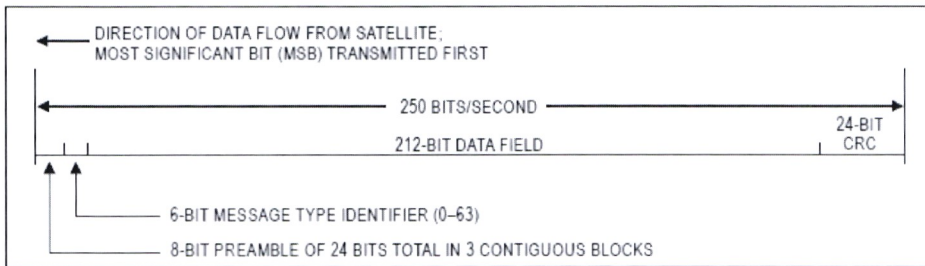 DIRECTION OF DATA FLOW FROM SATELLITE;
MOST SIGNIFICANT BIT (MSB) TRANSMITTED FIRST
250 BITS/SECOND
212-BIT DATA FIELD
24-BIT
CRC
6-BIT MESSAGE TYPE IDENTIFIER (0–63)
8-BIT PREAMBLE OF 24 BITS TOTAL IN 3 CONTIGUOUS BLOCKS